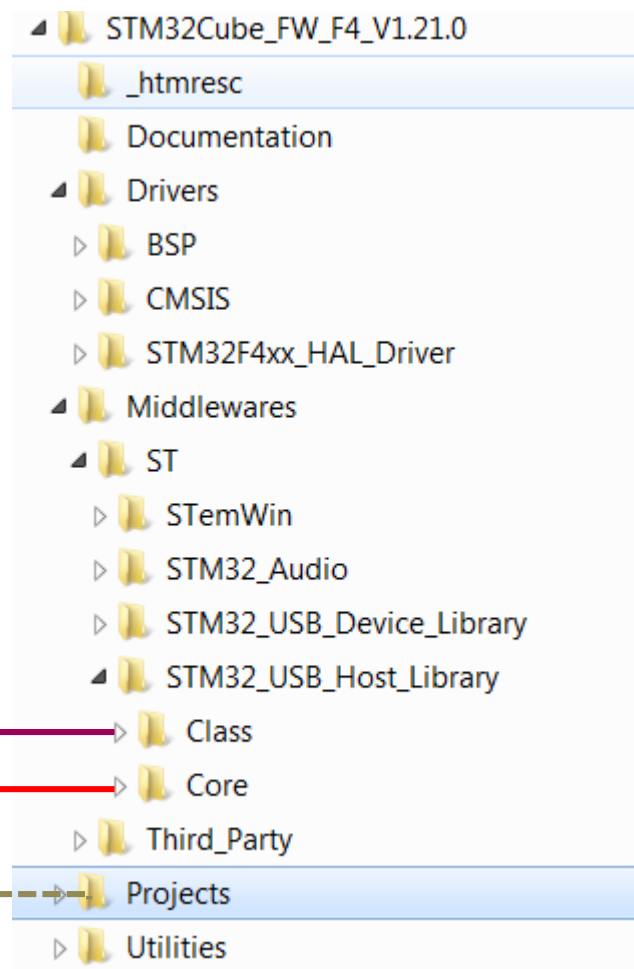 STM32Cube_FW_F4_V1.21.0
_htmresc
Documentation
Drivers
BSP
CMSIS
STM32F4xx_HAL_Driver
Middlewares
ST
STemWin
STM32_Audio
STM32_USB_Device_Library
STM32_USB_Host_Library
Class
Core
Third_Party
Projects
Utilities